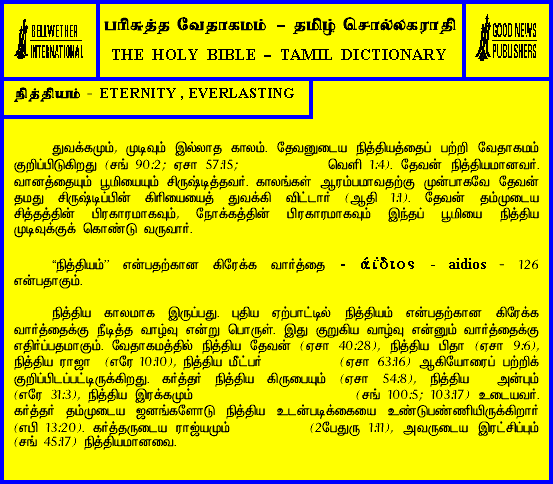 BELLWETHER
INTERNATIONAL
பரிசுத்த வேதாகமம் – தமிழ் சொல்லகராதி
THE HOLY BIBLE – TAMIL DICTIONARY
GOOD NEWS
PUBLISHERS
நித்தியம் - ETERNITY , EVERLASTING
துவக்கமும், முடிவும் இல்லாத காலம். தேவனுடைய நித்தியத்தைப் பற்றி வேதாகமம்
குறிப்பிடுகிறது (சங் 90:2; ஏசா 57:15; வெளி 1:4). தேவன் நித்தியமானவர்.
வானத்தையும் பூமியையும் சிருஷ்டித்தவர். காலங்கள் ஆரம்பமாவதற்கு முன்பாகவே தேவன்
தமது சிருஷ்டிப்பின் கிரியையைத் துவக்கி விட்டார் (ஆதி 1:1). தேவன் தம்முடைய
சித்தத்தின் பிரகாரமாகவும், நோக்கத்தின் பிரகாரமாகவும் இந்தப் பூமியை நித்திய
முடிவுக்குக் கொண்டு வருவார்.
“நித்தியம்” என்பதற்கான கிரேக்க வார்த்தை - ἀΐδιος - aidios - 126
என்பதாகும்.
நித்திய காலமாக இருப்பது. புதிய ஏற்பாட்டில் நித்தியம் என்பதற்கான கிரேக்க
வார்த்தைக்கு நீடித்த வாழ்வு என்று பொருள். இது குறுகிய வாழ்வு என்னும் வார்த்தைக்கு
எதிர்ப்பதமாகும். வேதாகமத்தில் நித்திய தேவன் (ஏசா 40:28), நித்திய பிதா (ஏசா 9:6),
நித்திய ராஜா (எரே 10:10), நித்திய மீட்பர் (ஏசா 63:16) ஆகியோரைப் பற்றிக்
குறிப்பிடப்பட்டிருக்கிறது. கர்த்தர் நித்திய கிருபையும் (ஏசா 54:8), நித்திய அன்பும்
(எரே 31:3), நித்திய இரக்கமும் (சங் 100:5; 103:17) உடையவர்.
கர்த்தர் தம்முடைய ஜனங்களோடு நித்திய உடன்படிக்கையை உண்டுபண்ணியிருக்கிறார்
(எபி 13:20). கர்த்தருடைய ராஜ்யமும் (2பேதுரு 1:11), அவருடைய இரட்சிப்பும்
(சங் 45:17) நித்தியமானவை.